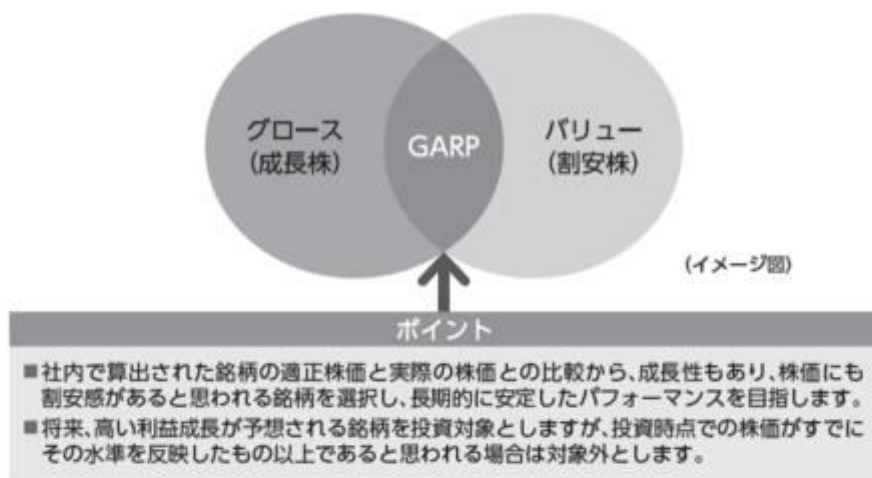 グロース
(成長株)
GARP
バリュー
(割安株)
(イメージ図)
ポイント
■社内で算出された銘柄の適正株価と実際の株価との比較から、成長性もあり、株価にも
割安感があると思われる銘柄を選択し、長期的に安定したパフォーマンスを目指します。
■将来、高い利益成長が予想される銘柄を投資対象としますが、投資時点での株価がすでに
その水準を反映したもの以上であると思われる場合は対象外とします。